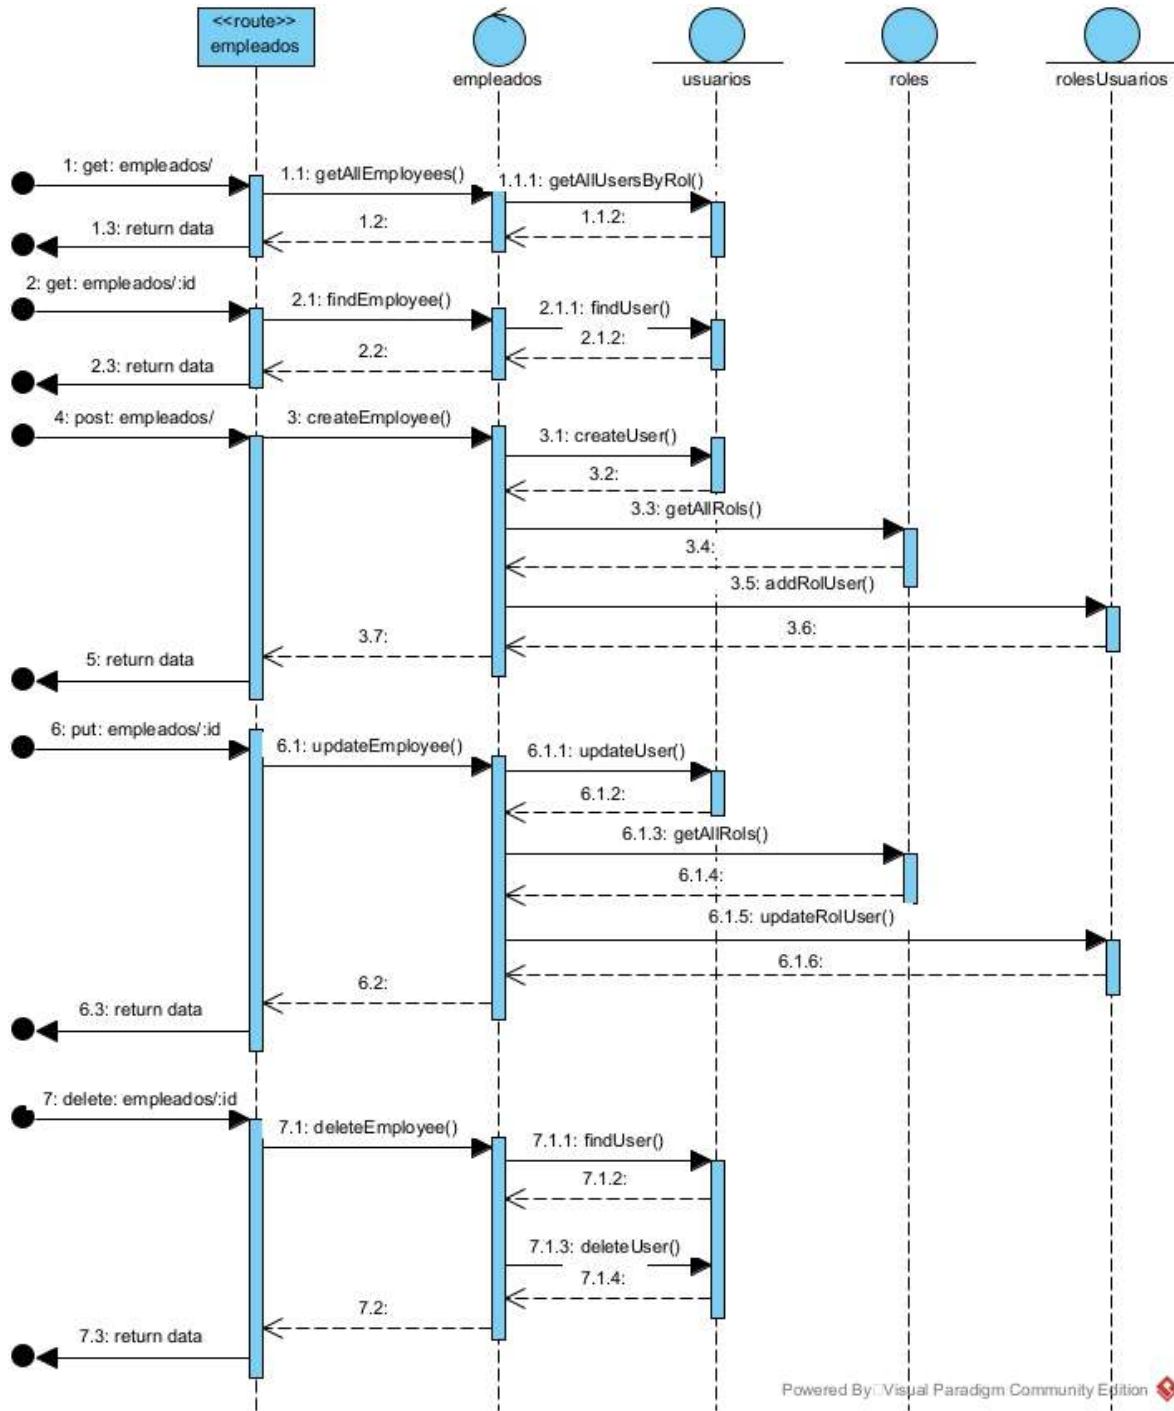 <<route>>
empleados
empleados
usuarios
roles
rolesUsuarios
1: get: empleados/
1.1: getAllEmployees()
1.1.1: getAllUsersByRol()
1.1.2:
1.2:
1.3: return data
2: get: empleados/:id
2.1: findEmployee()
2.1.1: findUser()
2.1.2:
2.2:
2.3: return data
4: post: empleados/
3: createEmployee()
3.1: createUser()
3.2:
3.3: getAllRols()
3.4:
3.5: addRolUser()
3.6:
3.7:
5: return data
6: put: empleados/:id
6.1: updateEmployee()
6.1.1: updateUser()
6.1.2:
6.1.3: getAllRols()
6.1.4:
6.1.5: updateRolUser()
6.1.6:
6.2:
6.3: return data
7: delete: empleados/:id
7.1: deleteEmployee()
7.1.1: findUser()
7.1.2:
7.1.3: deleteUser()
7.1.4:
7.2:
7.3: return data
Powered By Visual Paradigm Community Edition